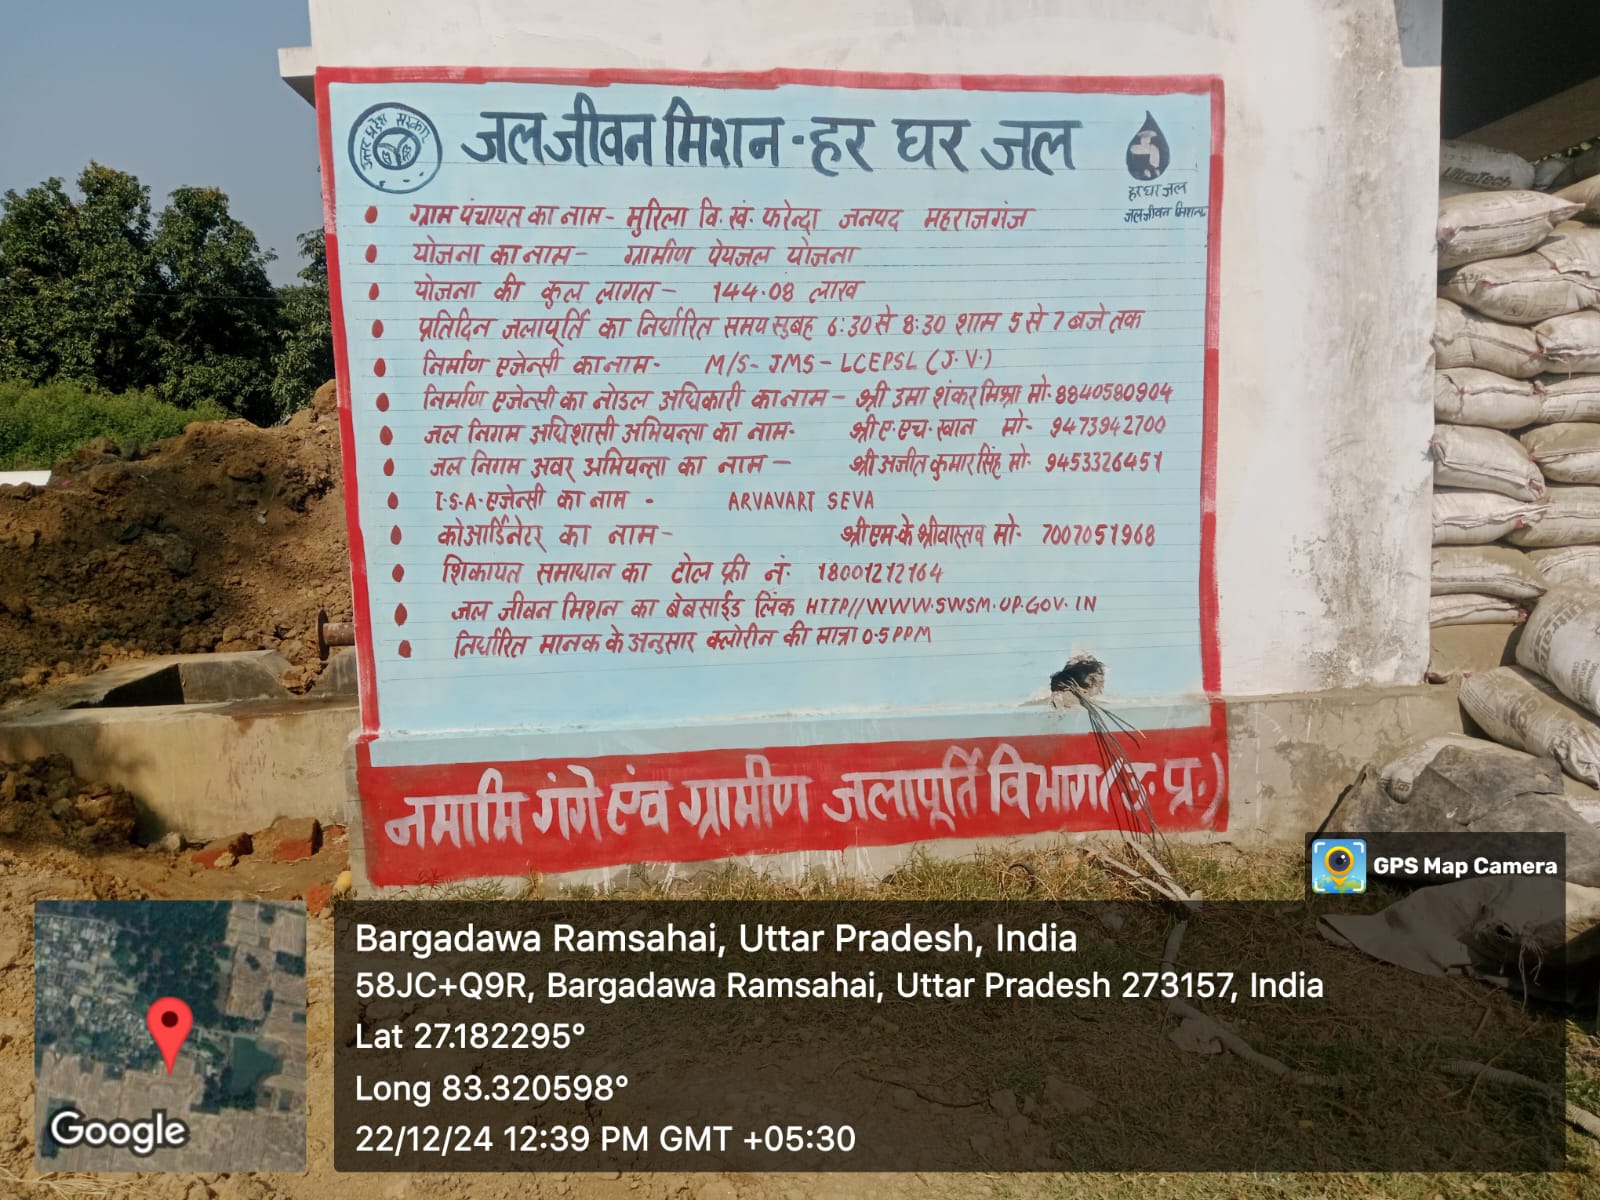 उत्तर प्रदेश सरकार
जल जीवन मिशन - हर घर जल
हर घर जल
जल जीवन मिशन
ग्राम पंचायत का नाम - मुरिला वि. खं. फरेन्दा जनपद महराजगंज
योजना का नाम - ग्रामीण पेयजल योजना
योजना की कुल लागत - 144.08 लाख
प्रतिदिन जलापूर्ति का निर्धारित समय सुबह 6:30 से 8:30 शाम 5 से 7 बजे तक
निर्माण एजेन्सी का नाम - M/S - JMS - LCEPSL (J.V.)
निर्माण एजेन्सी का नोडल अधिकारी का नाम - श्री उमा शंकर मिश्रा मो. 8840580904
जल निगम अधिशासी अभियन्ता का नाम - श्री ए. एच. खान मो. 9473942700
जल निगम अवर अभियन्ता का नाम - श्री अजीत कुमार सिंह मो. 9453326451
I.S.A. एजेन्सी का नाम - ARVAVART SEVA
कोआर्डिनेटर का नाम - श्री एम. के श्रीवास्तव मो. 7007051968
शिकायत समाधान का टोल फ्री नं. 18001212164
जल जीवन मिशन का बेबसाईड लिंक HTTP//WWW.SWSM.UP.GOV.IN
निर्धारित मानक के अनुसार क्लोरीन की मात्रा 0.5 PPM
नमामि गंगे एंव ग्रामीण जलापूर्ति विभाग (उ. प्र.)
UltraTech
GPS Map Camera
Bargadawa Ramsahai, Uttar Pradesh, India
58JC+Q9R, Bargadawa Ramsahai, Uttar Pradesh 273157, India
Lat 27.182295°
Long 83.320598°
22/12/24 12:39 PM GMT +05:30
Google